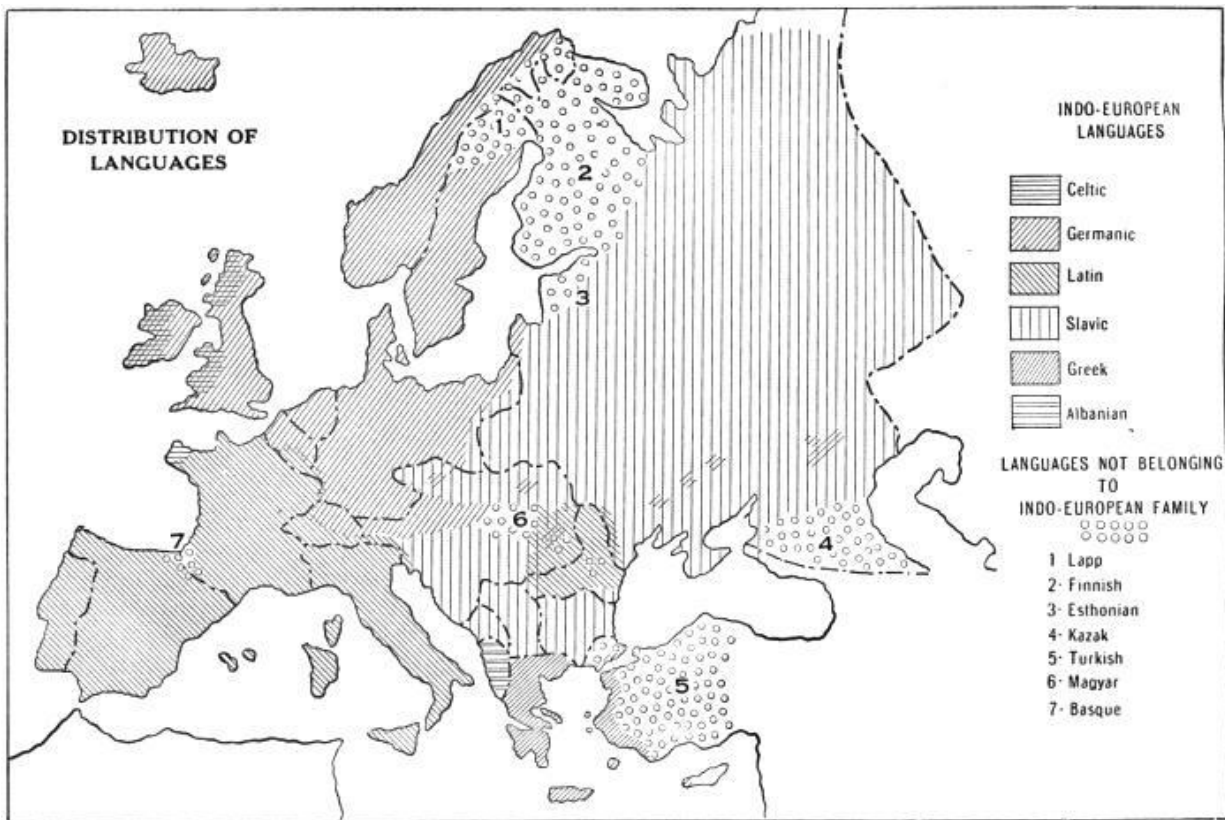 DISTRIBUTION OF
LANGUAGES
INDO-EUROPEAN
LANGUAGES
Celtic
Germanic
Latin
Slavic
Greek
Albanian
LANGUAGES NOT BELONGING
TO
INDO-EUROPEAN FAMILY
1 Lapp
2- Finnish
3- Esthonian
4- Kazak
5- Turkish
6- Magyar
7- Basque
1
2
3
4
5
6
7